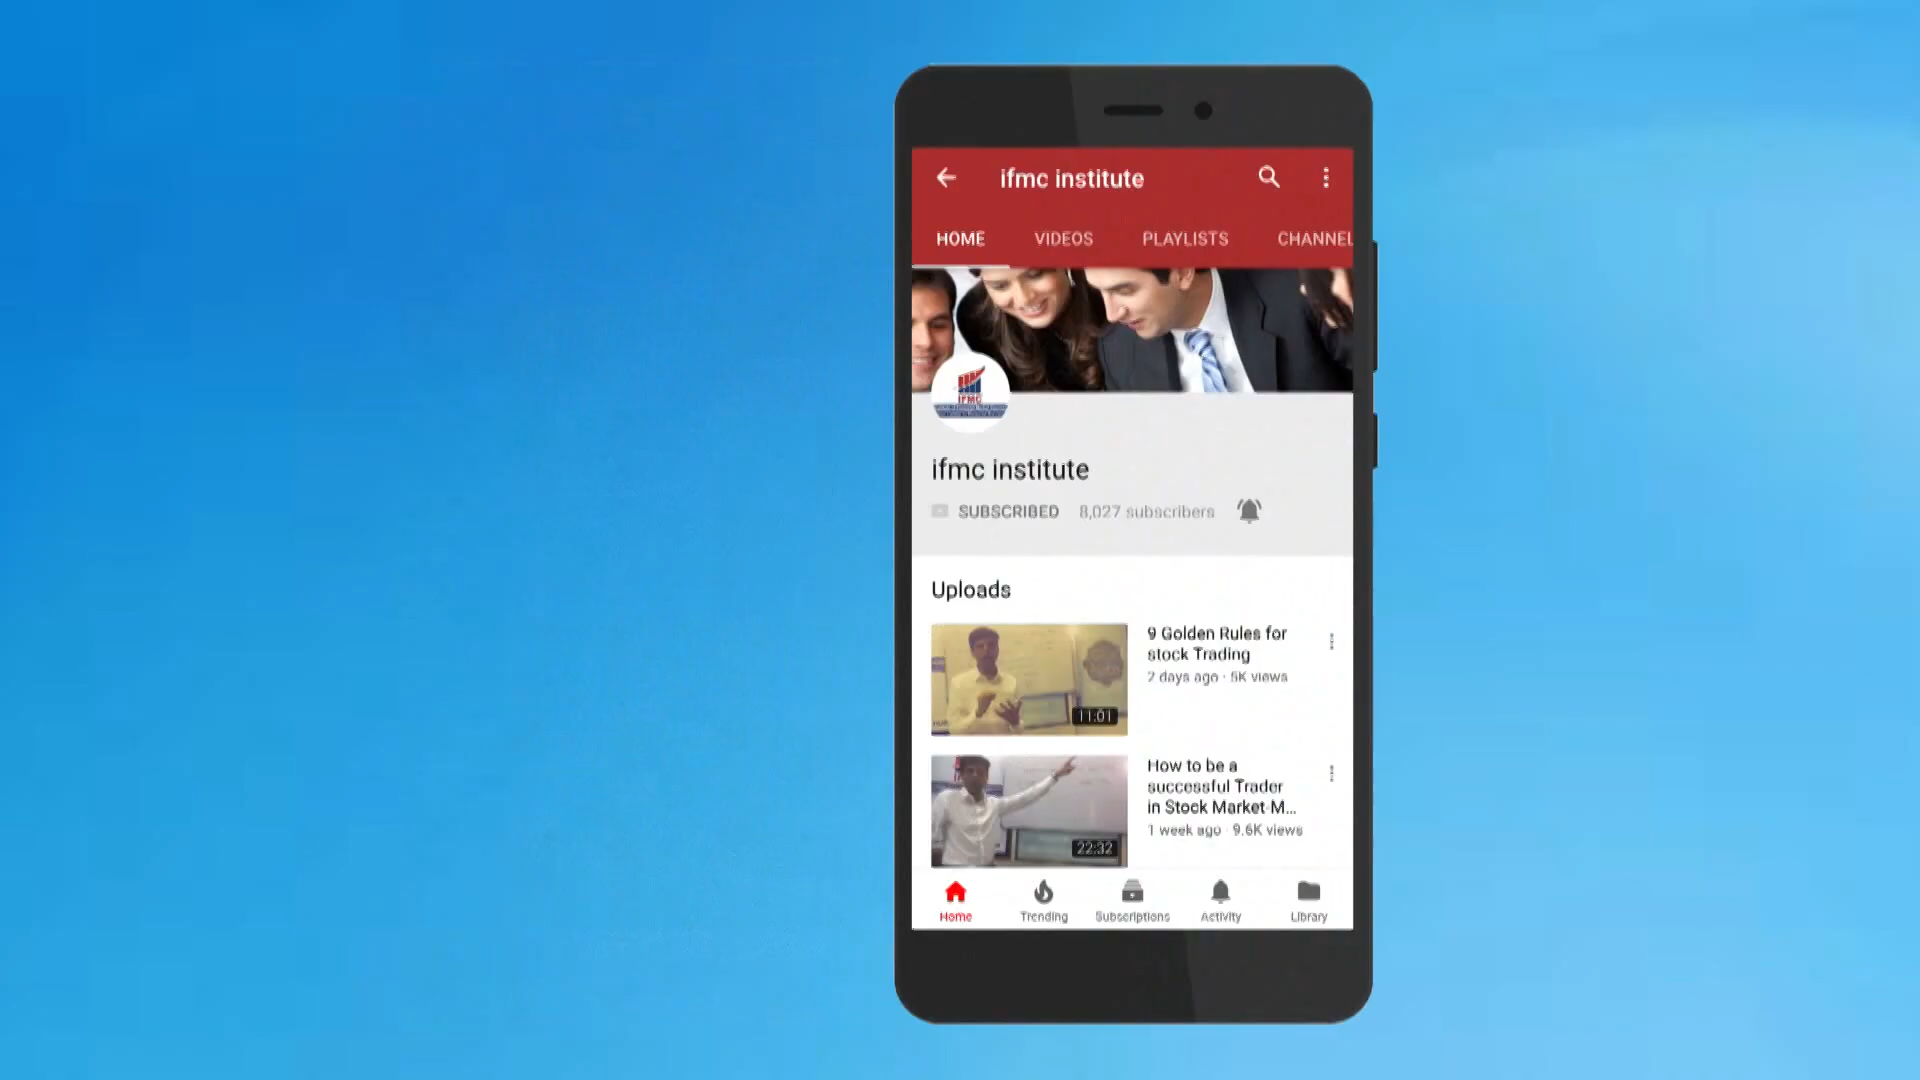 ifmc institute
HOME VIDEOS PLAYLISTS CHANNEL
IFMC
ifmc institute
SUBSCRIBED 8,027 subscribers
Uploads
9 Golden Rules for
stock Trading
2 days ago · 5K views
11:01
How to be a
successful Trader
in Stock Market M...
1 week ago · 9.6K views
22:32
Home Trending Subscriptions Activity Library